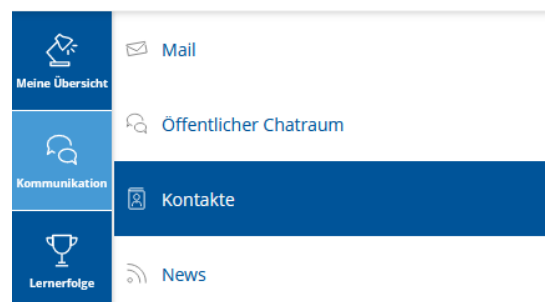 Meine Übersicht
Kommunikation
Lernerfolge
Mail
Öffentlicher Chatraum
Kontakte
News